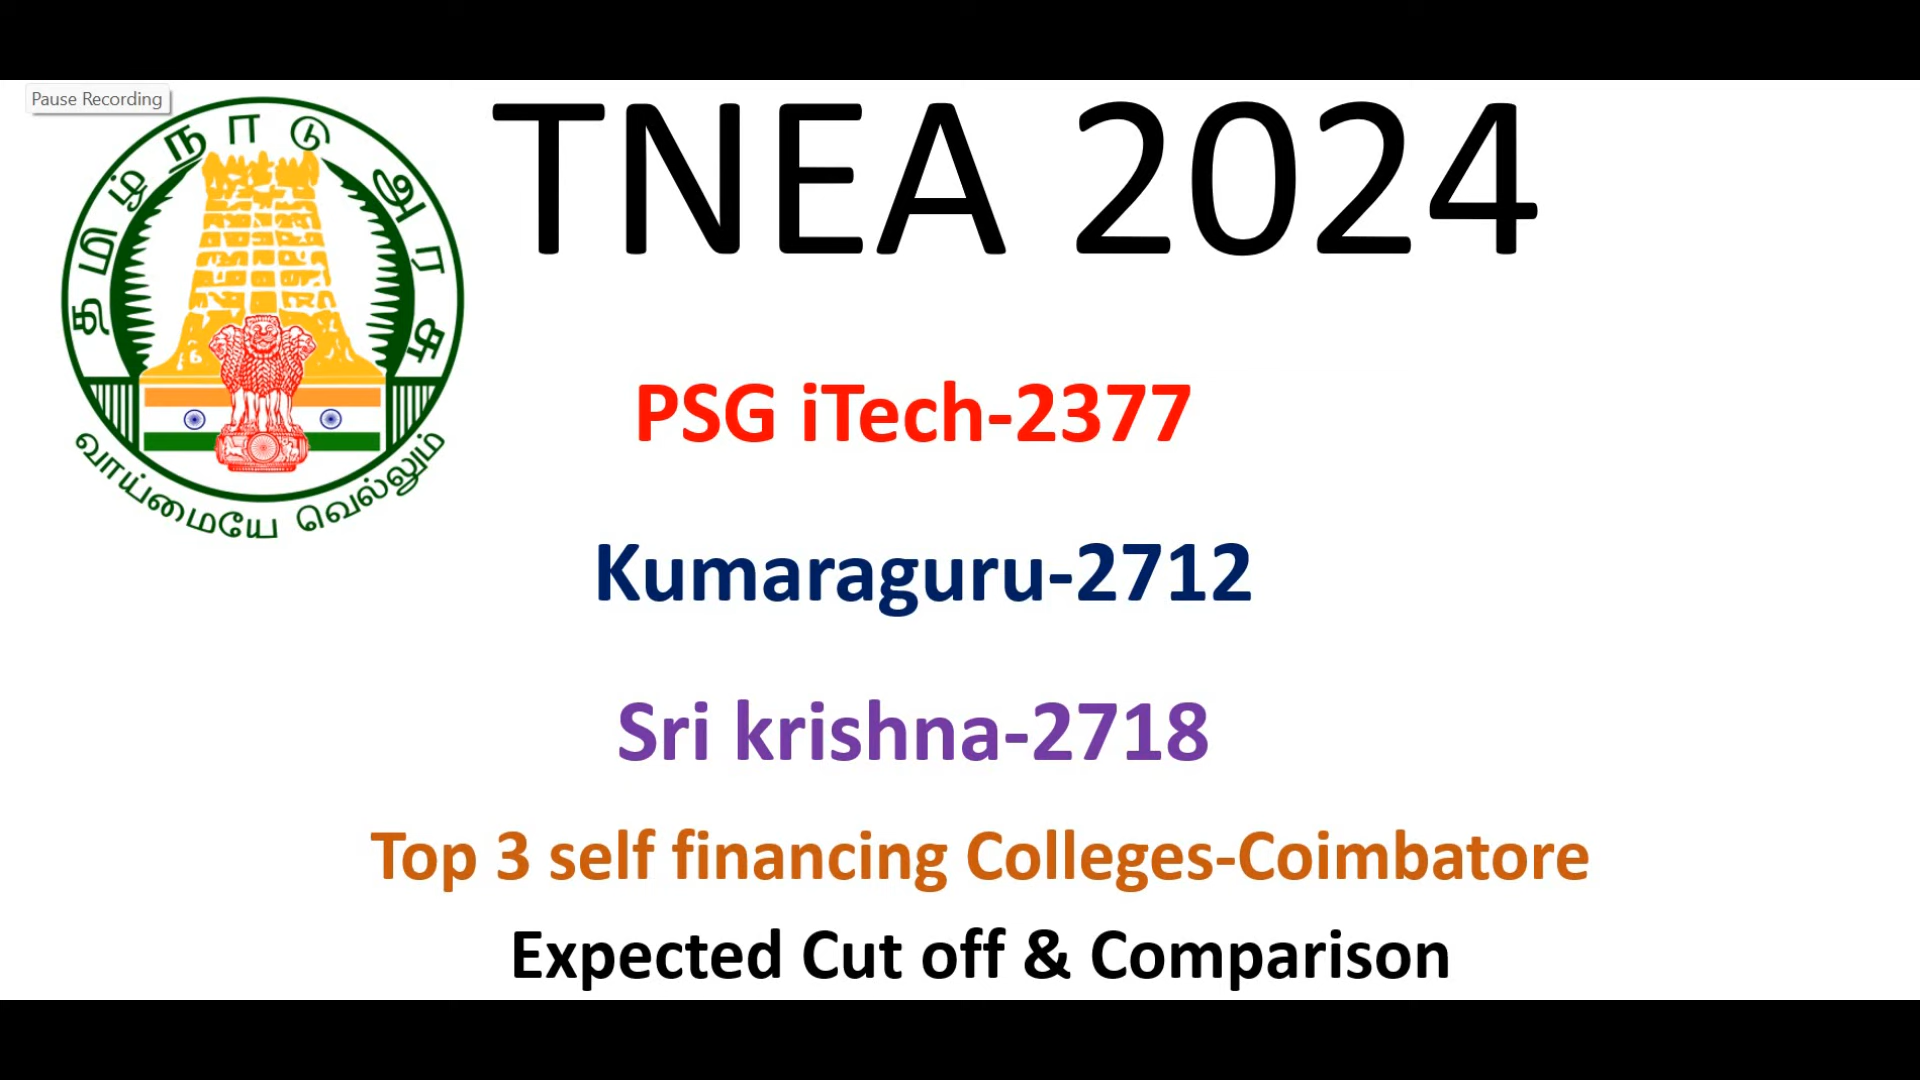 Pause Recording
TNEA 2024
தமிழ்நாடு அரசு
வாய்மையே வெல்லும்
PSG iTech-2377
Kumaraguru-2712
Sri krishna-2718
Top 3 self financing Colleges-Coimbatore
Expected Cut off & Comparison